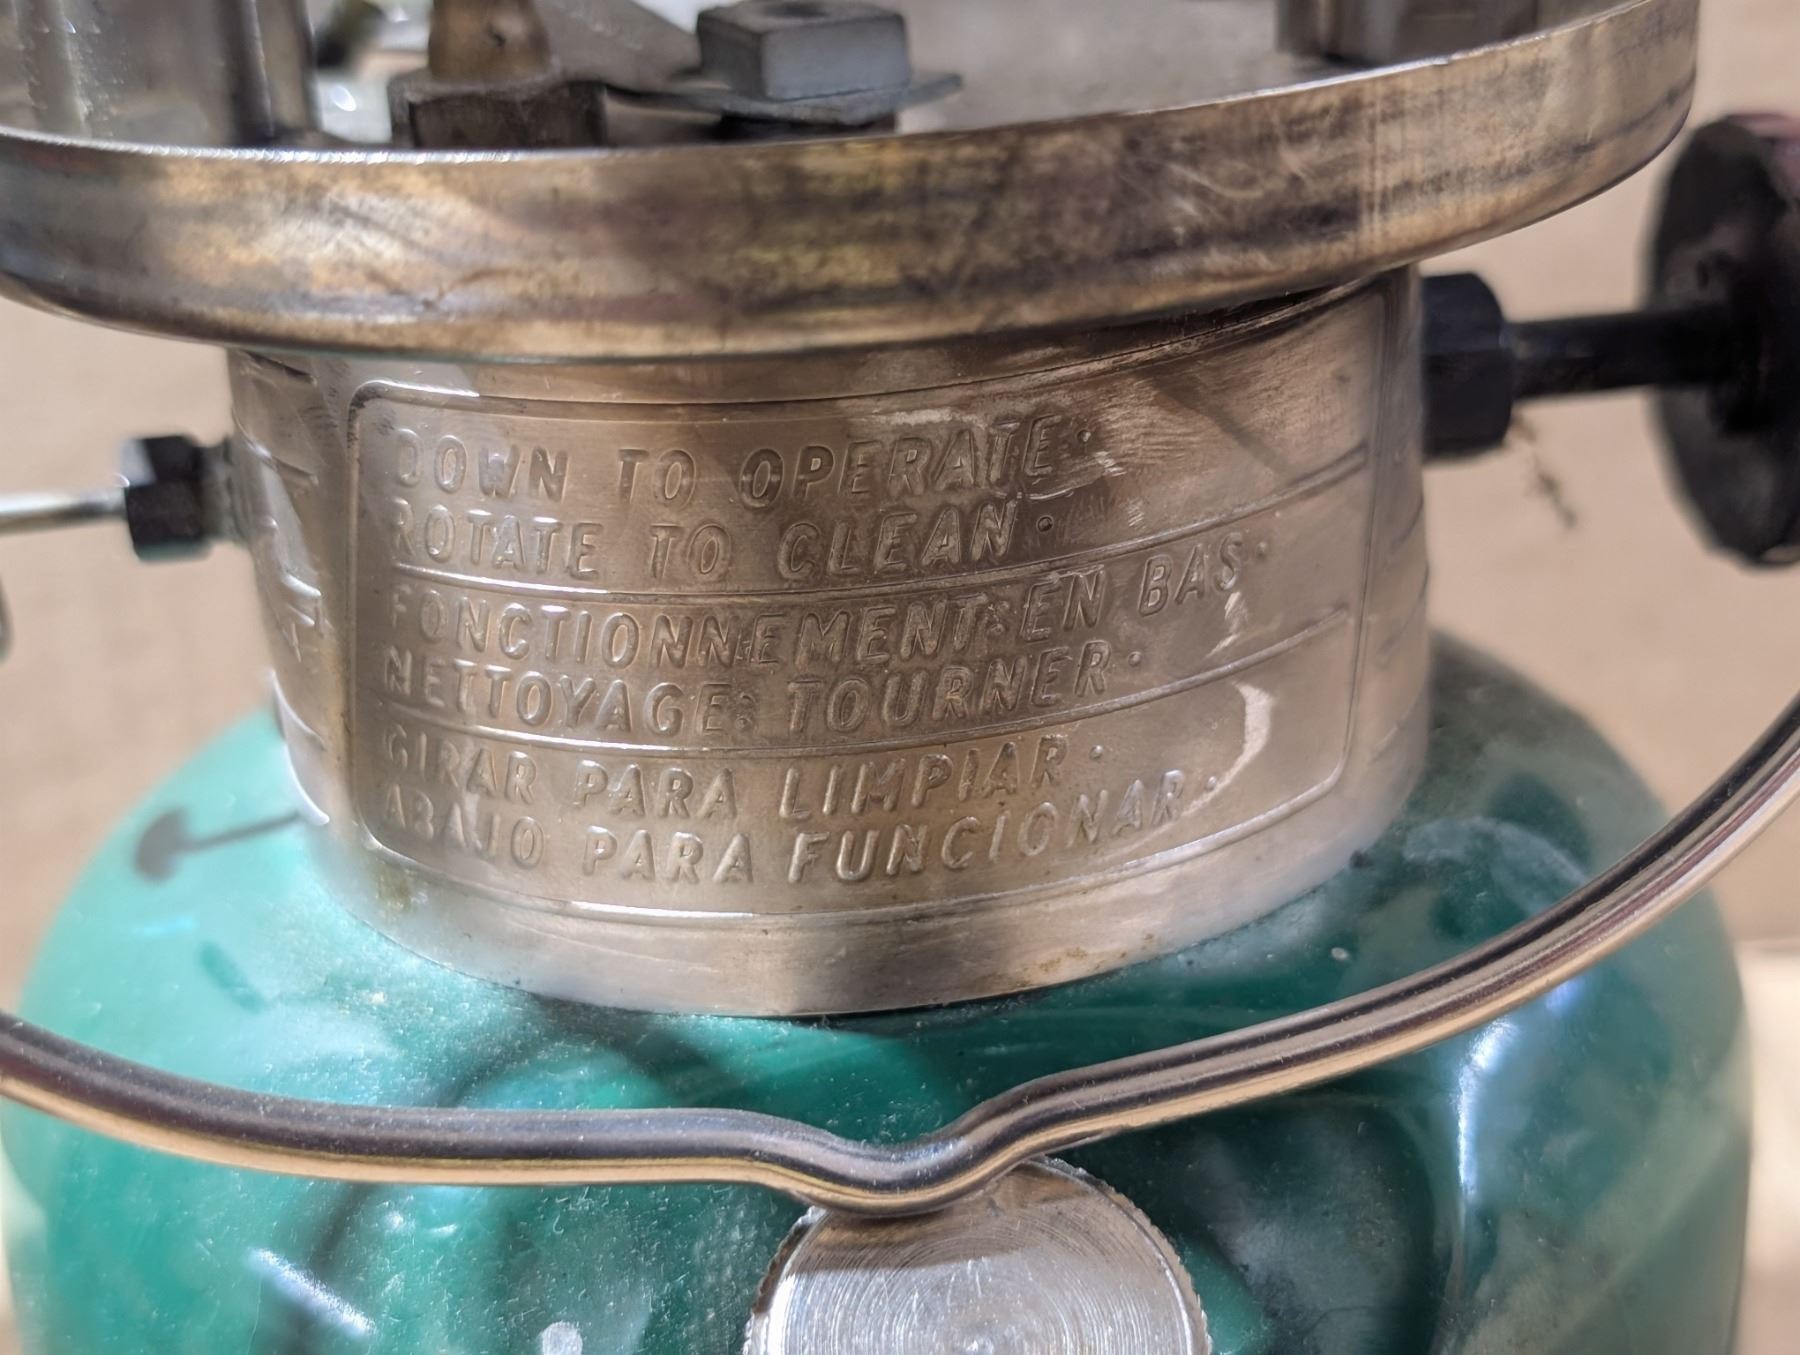 DOWN TO OPERATE·
ROTATE TO CLEAN·
FONCTIONNEMENT: EN BAS·
NETTOYAGE: TOURNER·
GIRAR PARA LIMPIAR·
ABAJO PARA FUNCIONAR·